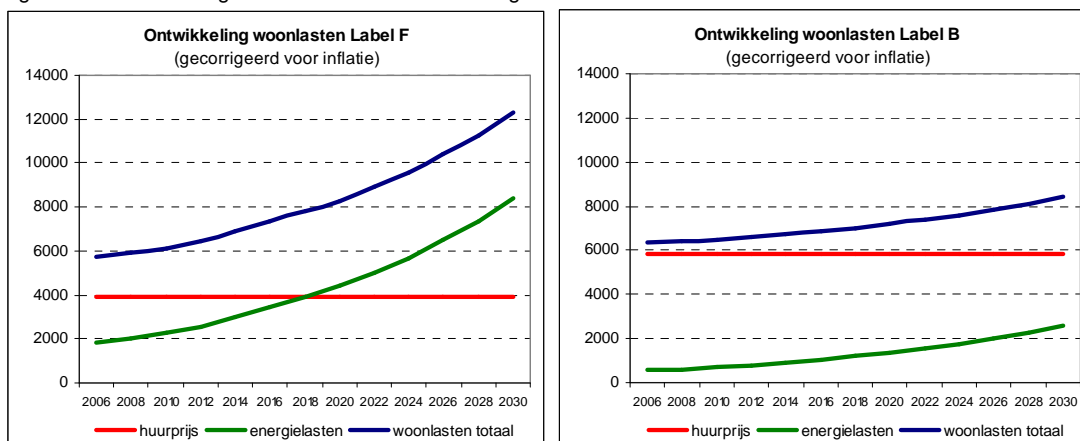 Ontwikkeling woonlasten Label F
(gecorrigeerd voor inflatie)
14000
12000
10000
8000
6000
4000
2000
0
2006 2008 2010 2012 2014 2016 2018 2020 2022 2024 2026 2028 2030
huurprijs energielasten woonlasten totaal
Ontwikkeling woonlasten Label B
(gecorrigeerd voor inflatie)
14000
12000
10000
8000
6000
4000
2000
0
2006 2008 2010 2012 2014 2016 2018 2020 2022 2024 2026 2028 2030
huurprijs energielasten woonlasten totaal